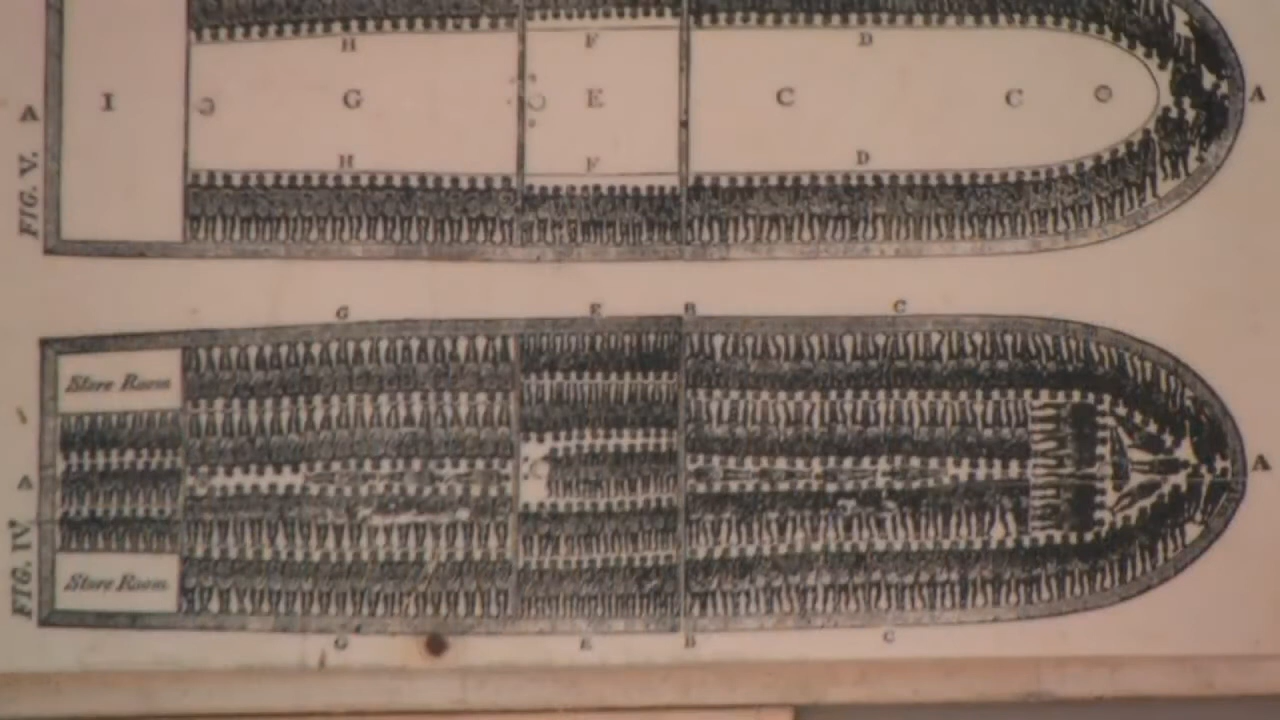 H F D
A I G E C C A
H F D
FIG. V.
G E B C
Store Room
A A
FIG. IV
Store Room
G E B C